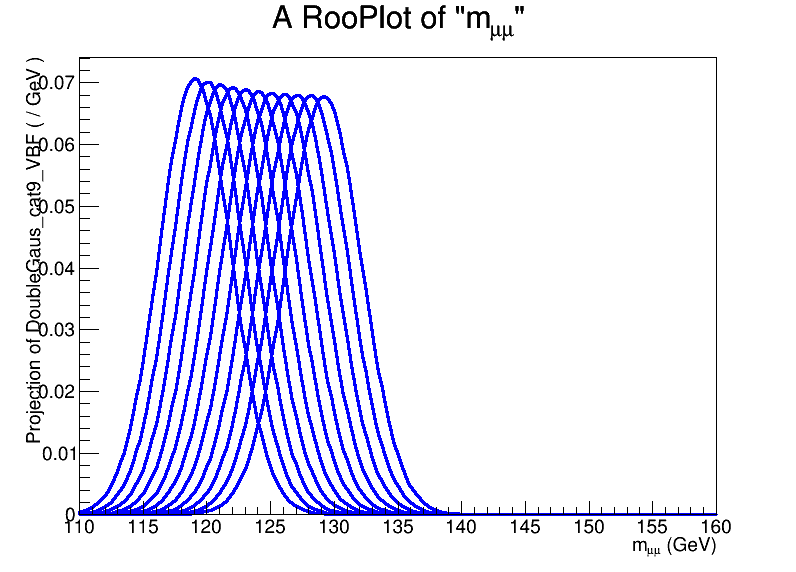 A RooPlot of "mμμ"
Projection of DoubleGaus_cat9_VBF ( / GeV )
0.07
0.06
0.05
0.04
0.03
0.02
0.01
0
110 115 120 125 130 135 140 145 150 155 160
mμμ (GeV)